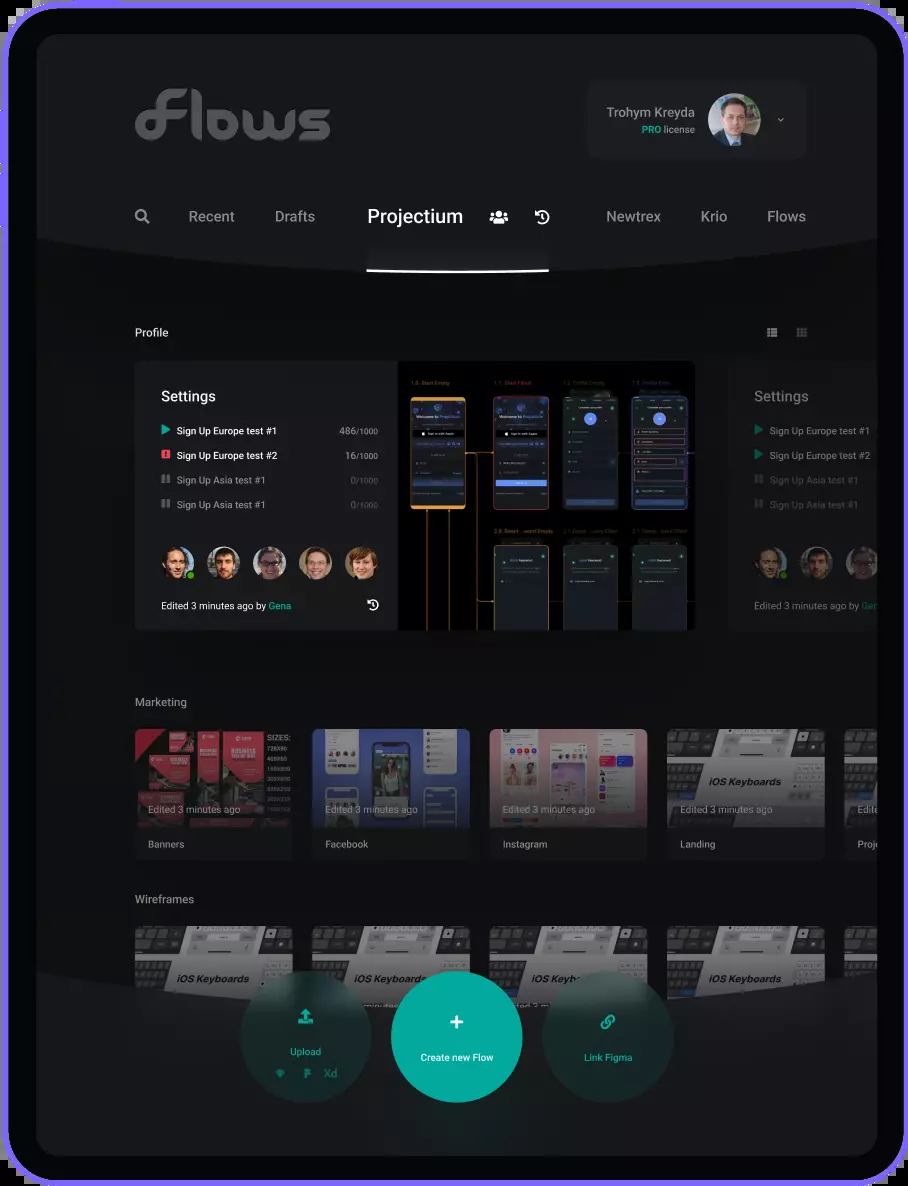 flows
Trohym Kreyda
PRO license
Recent
Drafts
Projectium
Newtrex
Krio
Flows
Profile
Settings
Sign Up Europe test #1 486/1000
Sign Up Europe test #2 16/1000
Sign Up Asia test #1 0/1000
Sign Up Asia test #1 0/1000
Edited 3 minutes ago by Gena
Settings
Sign Up Europe test #1
Sign Up Europe test #2
Sign Up Asia test #1
Sign Up Asia test #1
Edited 3 minutes ago by
Marketing
SIZES:
Edited 3 minutes ago
Banners
Edited 3 minutes ago
Facebook
Edited 3 minutes ago
Instagram
iOS Keyboards
Edited 3 minutes ago
Landing
Wireframes
iOS Keyboards
iOS Keyboards
iOS Keyboards
iOS Keyboards
Upload
Xd
Create new Flow
Link Figma